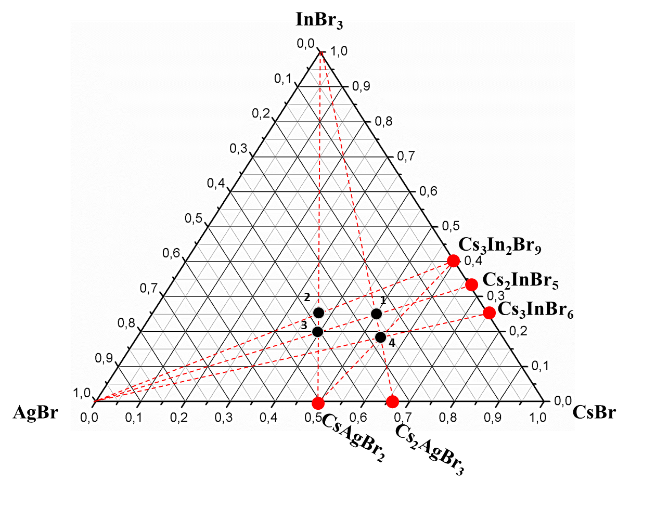 InBr₃
0,0 1,0
0,1 0,9
0,2 0,8
0,3 0,7
0,4 0,6
0,5 0,5
Cs₃In₂Br₉
0,6 0,4
Cs₂InBr₅
0,7 0,3
2 1
Cs₃InBr₆
0,8 3 0,2
4
0,9 0,1
1,0 0,0
AgBr CsBr
0,0 0,1 0,2 0,3 0,4 0,5 0,6 0,7 0,8 0,9 1,0
CsAgBr₂ Cs₂AgBr₃